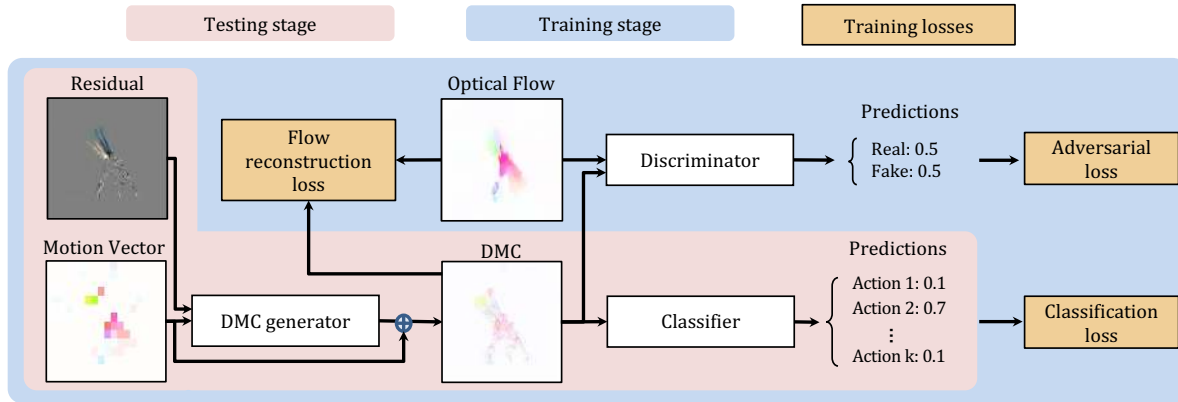 Testing stage
Training stage
Training losses
Residual
Optical Flow
Predictions
Flow
reconstruction
loss
Discriminator
Real: 0.5
Fake: 0.5
Adversarial
loss
Motion Vector
DMC
Predictions
DMC generator
Classifier
Action 1: 0.1
Action 2: 0.7
⋮
Action k: 0.1
Classification
loss